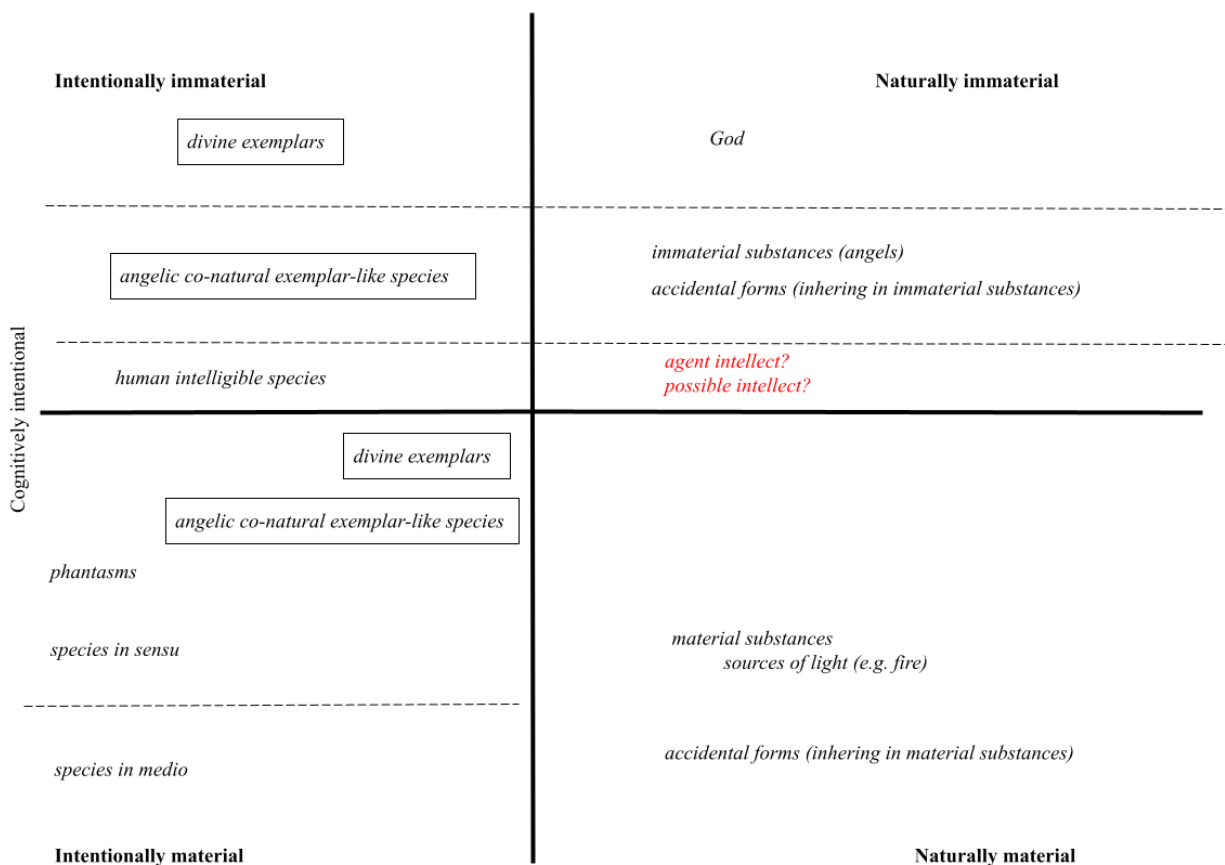 Intentionally immaterial
Naturally immaterial
divine exemplars
God
angelic co-natural exemplar-like species
immaterial substances (angels)
accidental forms (inhering in immaterial substances)
human intelligible species
agent intellect?
possible intellect?
Cognitively intentional
divine exemplars
angelic co-natural exemplar-like species
phantasms
species in sensu
material substances
sources of light (e.g. fire)
species in medio
accidental forms (inhering in material substances)
Intentionally material
Naturally material